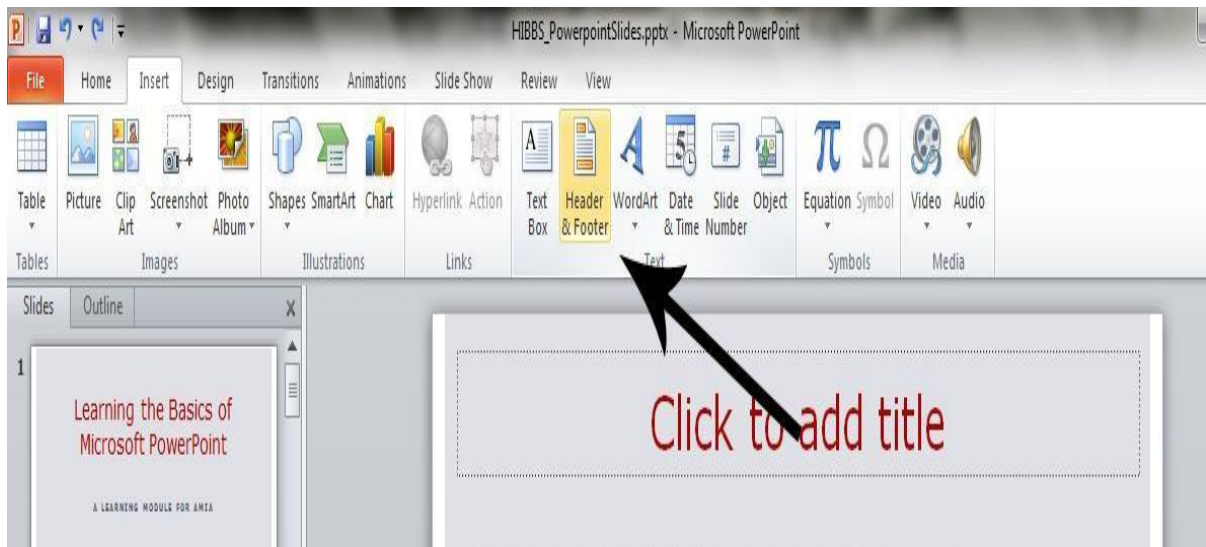 HIBBS_PowerpointSlides.pptx - Microsoft PowerPoint
File Home Insert Design Transitions Animations Slide Show Review View
Table Picture Clip Art Screenshot Photo Album Shapes SmartArt Chart Hyperlink Action Text Box Header & Footer WordArt Date & Time Slide Number Object Equation Symbol Video Audio
Tables Images Illustrations Links Text Symbols Media
Slides Outline
1
Learning the Basics of
Microsoft PowerPoint
A LEARNING MODULE FOR AMIA
Click to add title